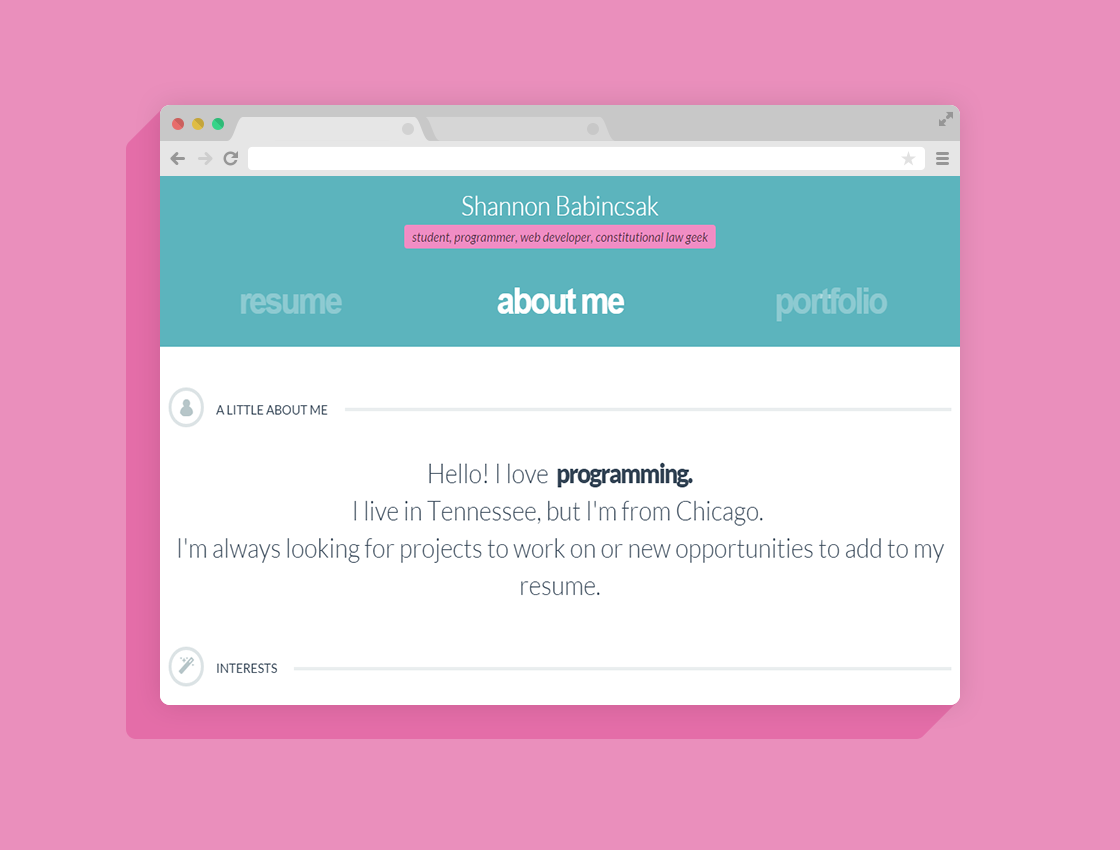 Shannon Babincsak
student, programmer, web developer, constitutional law geek
resume about me portfolio
A LITTLE ABOUT ME
Hello! I love programming.
I live in Tennessee, but I'm from Chicago.
I'm always looking for projects to work on or new opportunities to add to my
resume.
INTERESTS